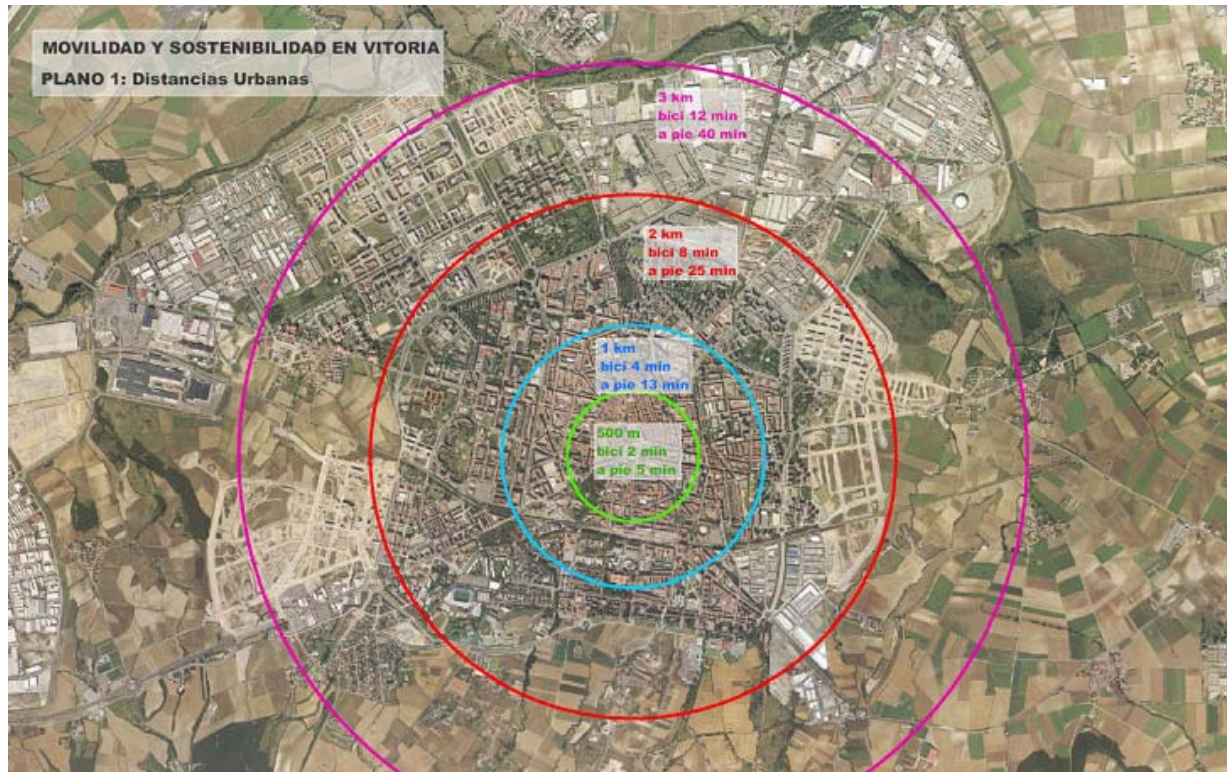 MOVILIDAD Y SOSTENIBILIDAD EN VITORIA
PLANO 1: Distancias Urbanas
3 km
bici 12 min
a pie 40 min
2 km
bici 8 min
a pie 25 min
1 km
bici 4 min
a pie 13 min
500 m
bici 2 min
a pie 5 min